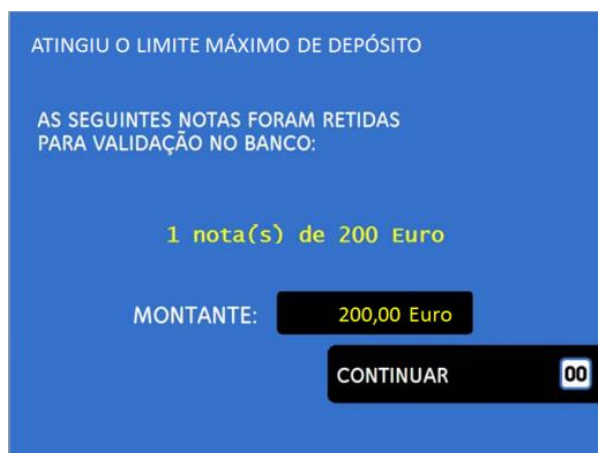 ATINGIU O LIMITE MÁXIMO DE DEPÓSITO
AS SEGUINTES NOTAS FORAM RETIDAS
PARA VALIDAÇÃO NO BANCO:
1 nota(s) de 200 Euro
MONTANTE: 200,00 Euro
CONTINUAR 00